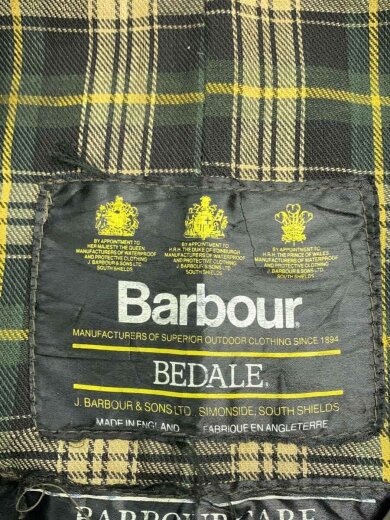 BY APPOINTMENT TO
HER MAJESTY THE QUEEN
MANUFACTURERS OF WATERPROOF
AND PROTECTIVE CLOTHING
J. BARBOUR & SONS LTD
SOUTH SHIELDS
BY APPOINTMENT TO
H.R.H. THE DUKE OF EDINBURGH
MANUFACTURERS OF WATERPROOF
AND PROTECTIVE CLOTHING
J. BARBOUR & SONS LTD
SOUTH SHIELDS
BY APPOINTMENT TO
H.R.H. THE PRINCE OF WALES
MANUFACTURERS OF WATERPROOF
AND PROTECTIVE CLOTHING
J. BARBOUR & SONS LTD
SOUTH SHIELDS
Barbour®
MANUFACTURERS OF SUPERIOR OUTDOOR CLOTHING SINCE 1894
BEDALE®
J. BARBOUR & SONS LTD, SIMONSIDE, SOUTH SHIELDS
MADE IN ENGLAND FABRIQUE EN ANGLETERRE
BARBOUR CARE